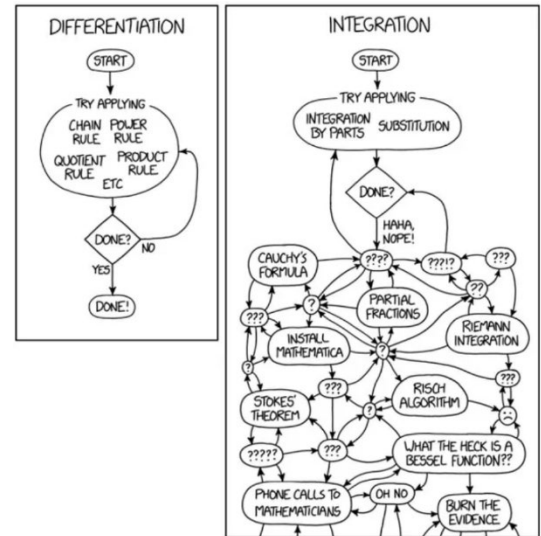 DIFFERENTIATION
START
TRY APPLYING
CHAIN RULE
POWER RULE
QUOTIENT RULE
PRODUCT RULE
ETC
DONE?
NO
YES
DONE!
INTEGRATION
START
TRY APPLYING
INTEGRATION BY PARTS
SUBSTITUTION
DONE?
HAHA,
NOPE!
CAUCHY'S
FORMULA
????
???!?
???
??
?
PARTIAL
FRACTIONS
???
RIEMANN
INTEGRATION
INSTALL
MATHEMATICA
?
?
???
???
RISCH
ALGORITHM
STOKES'
THEOREM
?
?????
???
WHAT THE HECK IS A
BESSEL FUNCTION??
PHONE CALLS TO
MATHEMATICIANS
OH NO
BURN THE
EVIDENCE